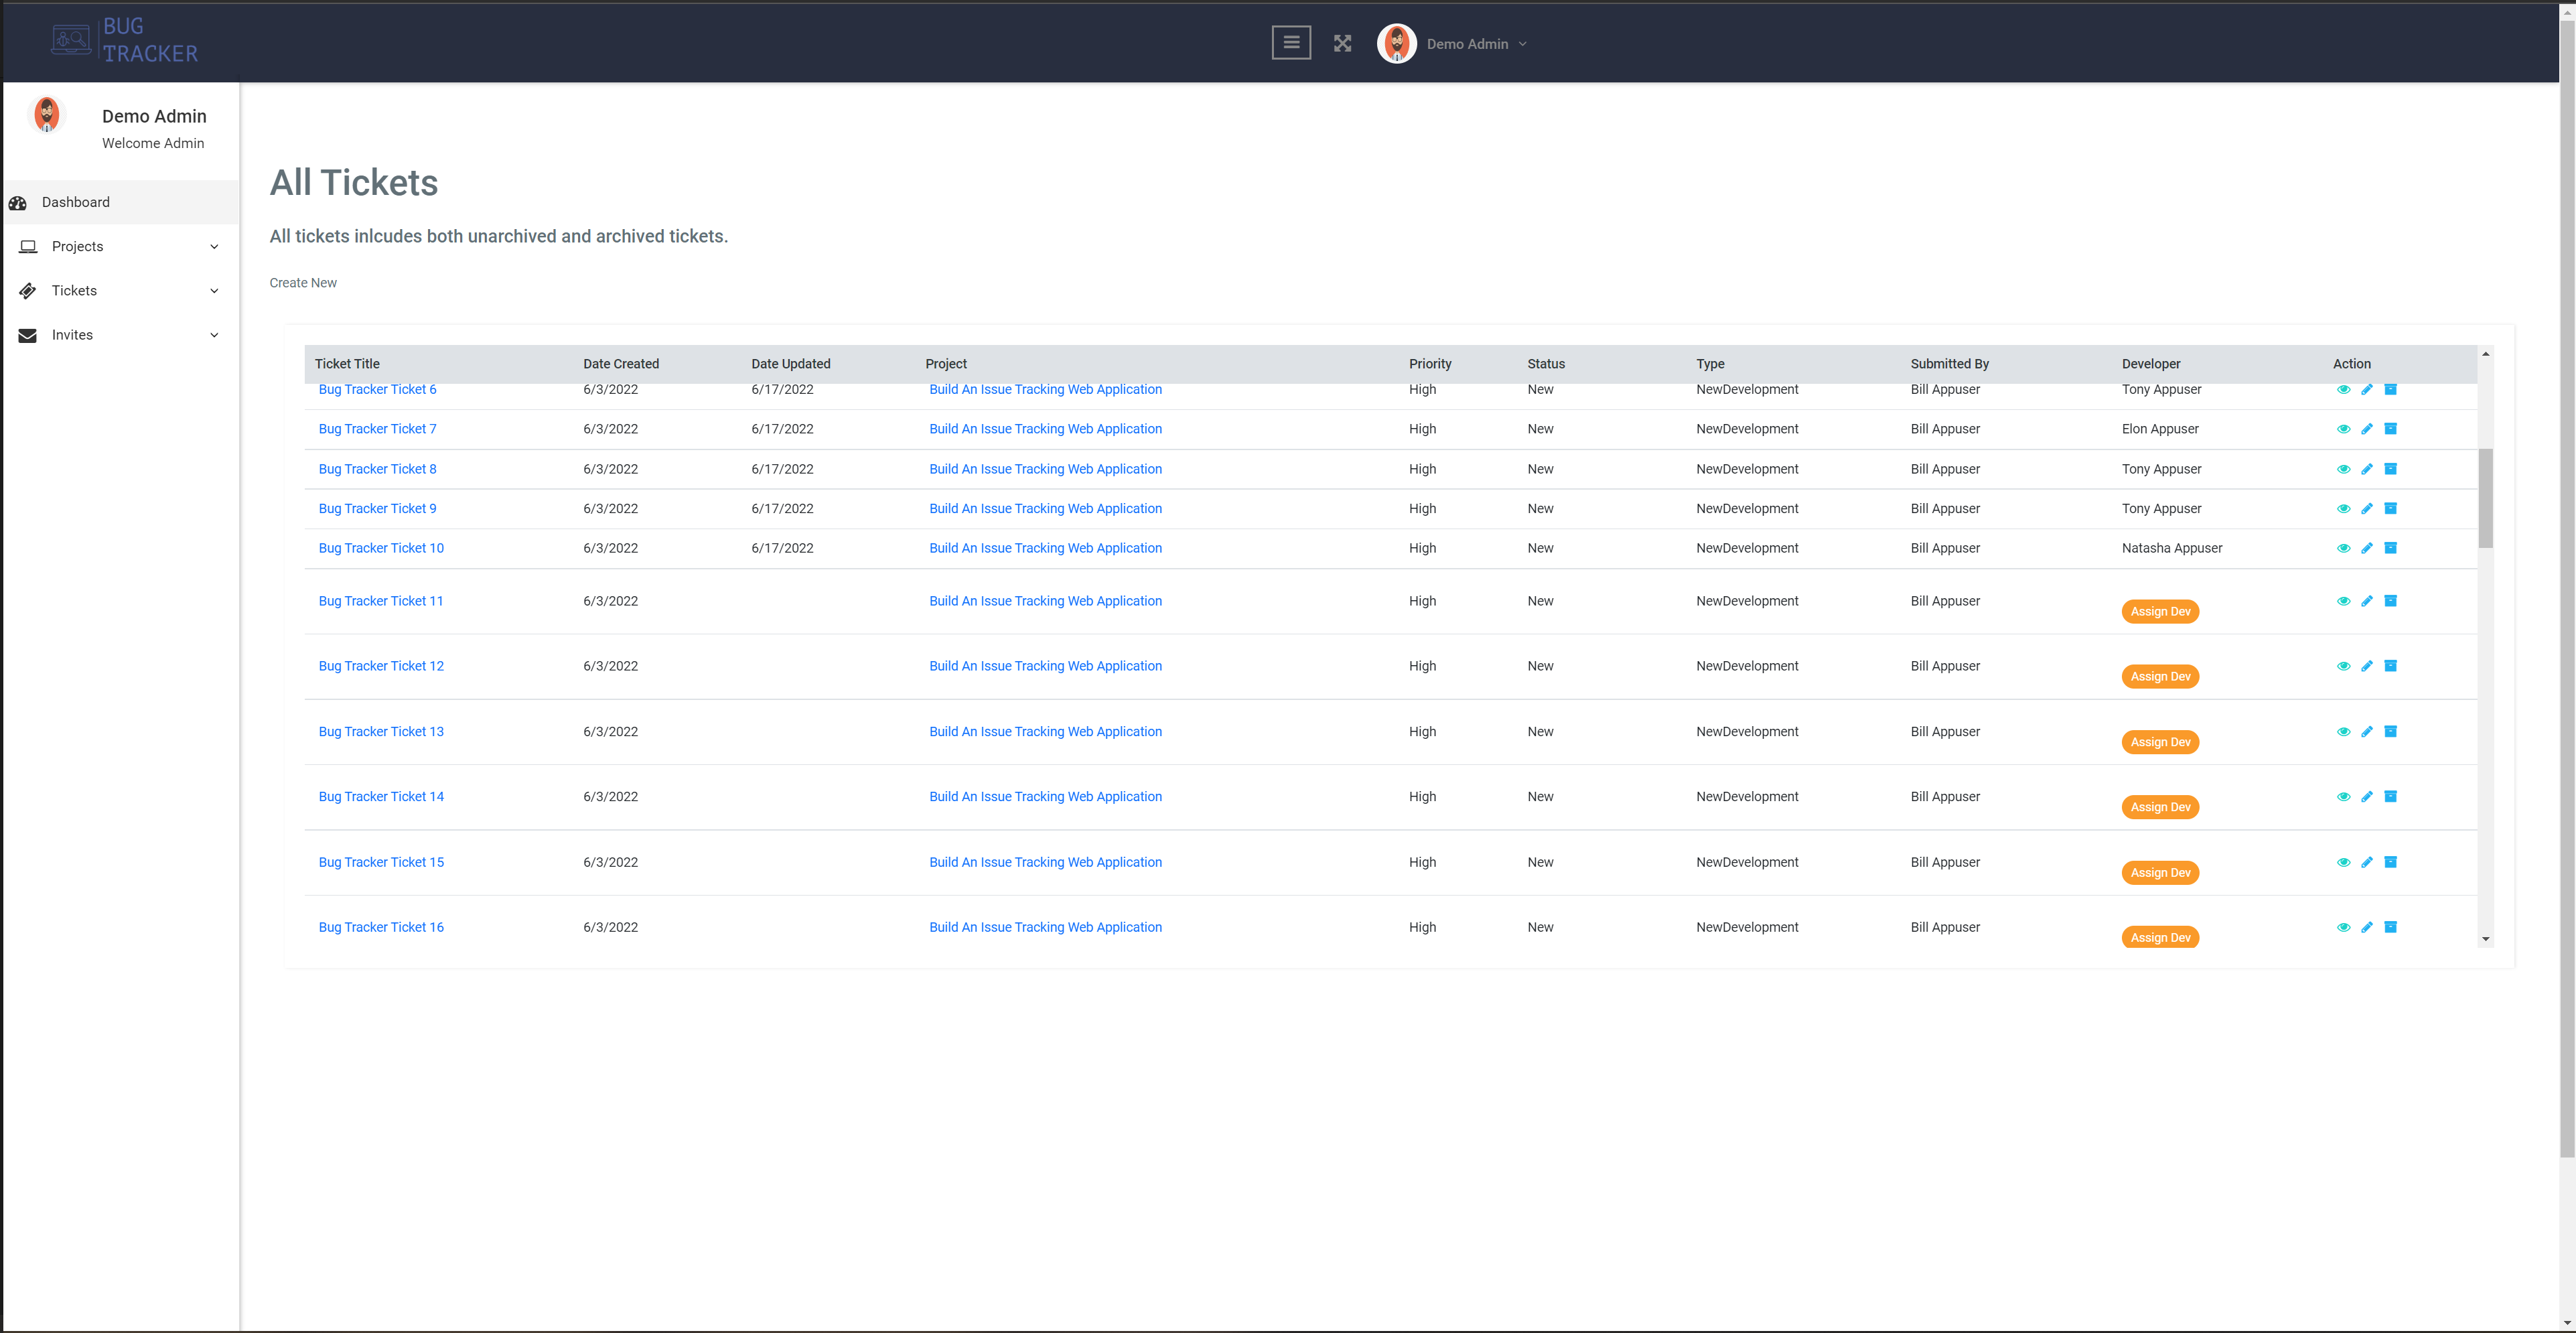 BUG
TRACKER
Demo Admin
Demo Admin
Welcome Admin
Dashboard
Projects
Tickets
Invites
All Tickets
All tickets inlcudes both unarchived and archived tickets.
Create New
Ticket Title Date Created Date Updated Project Priority Status Type Submitted By Developer Action
Bug Tracker Ticket 6 6/3/2022 6/17/2022 Build An Issue Tracking Web Application High New NewDevelopment Bill Appuser Tony Appuser
Bug Tracker Ticket 7 6/3/2022 6/17/2022 Build An Issue Tracking Web Application High New NewDevelopment Bill Appuser Elon Appuser
Bug Tracker Ticket 8 6/3/2022 6/17/2022 Build An Issue Tracking Web Application High New NewDevelopment Bill Appuser Tony Appuser
Bug Tracker Ticket 9 6/3/2022 6/17/2022 Build An Issue Tracking Web Application High New NewDevelopment Bill Appuser Tony Appuser
Bug Tracker Ticket 10 6/3/2022 6/17/2022 Build An Issue Tracking Web Application High New NewDevelopment Bill Appuser Natasha Appuser
Bug Tracker Ticket 11 6/3/2022 Build An Issue Tracking Web Application High New NewDevelopment Bill Appuser Assign Dev
Bug Tracker Ticket 12 6/3/2022 Build An Issue Tracking Web Application High New NewDevelopment Bill Appuser Assign Dev
Bug Tracker Ticket 13 6/3/2022 Build An Issue Tracking Web Application High New NewDevelopment Bill Appuser Assign Dev
Bug Tracker Ticket 14 6/3/2022 Build An Issue Tracking Web Application High New NewDevelopment Bill Appuser Assign Dev
Bug Tracker Ticket 15 6/3/2022 Build An Issue Tracking Web Application High New NewDevelopment Bill Appuser Assign Dev
Bug Tracker Ticket 16 6/3/2022 Build An Issue Tracking Web Application High New NewDevelopment Bill Appuser Assign Dev